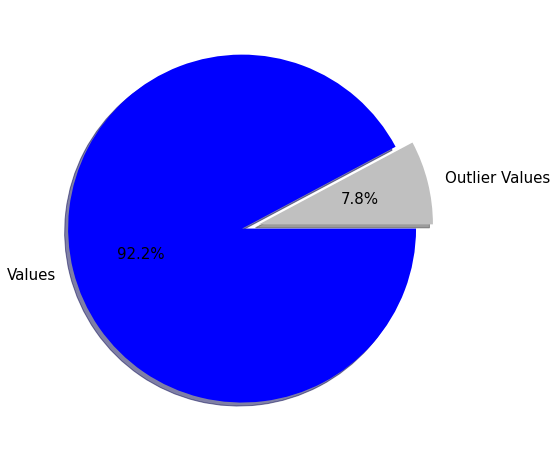 Outlier Values
7.8%
92.2%
Values